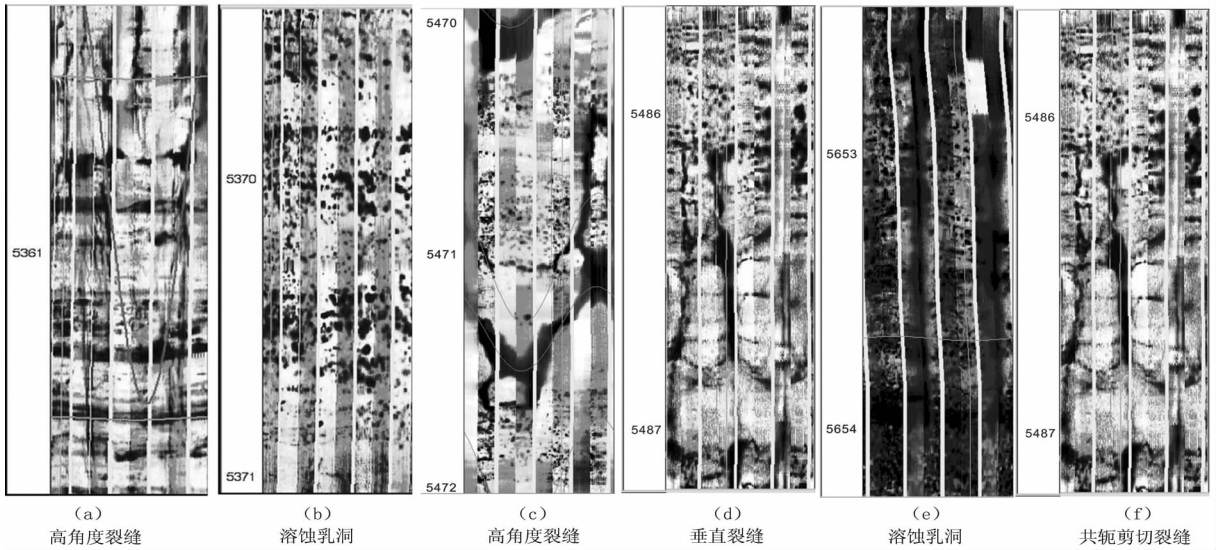 5361
(a)
高角度裂缝
5370
5371
(b)
溶蚀乳洞
5470
5471
5472
(c)
高角度裂缝
5486
5487
(d)
垂直裂缝
5653
5654
(e)
溶蚀乳洞
5486
5487
(f)
共轭剪切裂缝